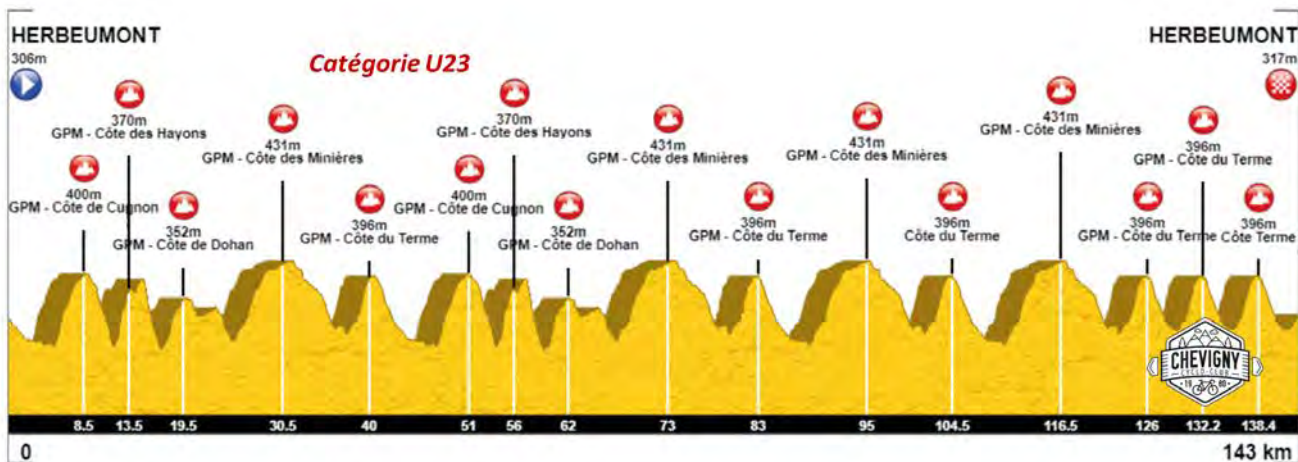 HERBEUMONT
306m
Catégorie U23
HERBEUMONT
317m
370m
GPM - Côte des Hayons
400m
GPM - Côte de Cugnon
352m
GPM - Côte de Dohan
431m
GPM - Côte des Minières
396m
GPM - Côte du Terme
400m
GPM - Côte de Cugnon
370m
GPM - Côte des Hayons
352m
GPM - Côte de Dohan
431m
GPM - Côte des Minières
396m
GPM - Côte du Terme
431m
GPM - Côte des Minières
396m
Côte du Terme
431m
GPM - Côte des Minières
396m
GPM - Côte du Terme
396m
GPM - Côte du Terme
396m
Côte Terme
CHEVIGNY
CYCLO-CLUB
19 80
8.5 13.5 19.5 30.5 40 51 56 62 73 83 95 104.5 116.5 126 132.2 138.4
0 143 km